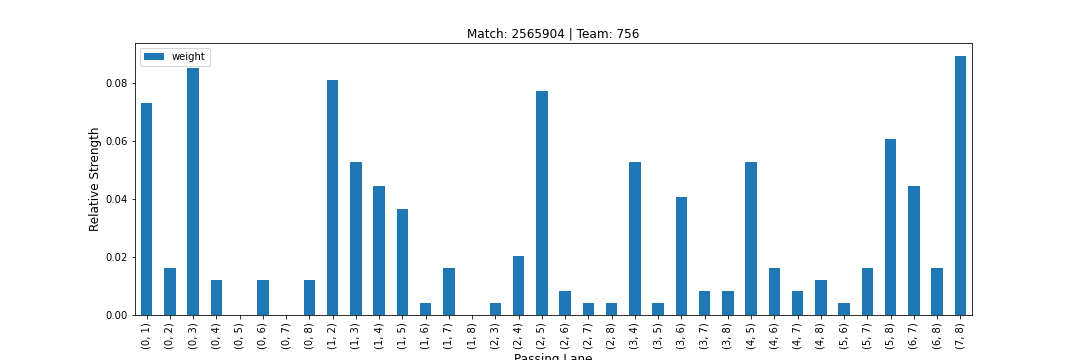 Match: 2565904 | Team: 756
weight
Relative Strength
0.08
0.06
0.04
0.02
0.00
(0, 1) (0, 2) (0, 3) (0, 4) (0, 5) (0, 6) (0, 7) (0, 8) (1, 2) (1, 3) (1, 4) (1, 5) (1, 6) (1, 7) (1, 8) (2, 3) (2, 4) (2, 5) (2, 6) (2, 7) (2, 8) (3, 4) (3, 5) (3, 6) (3, 7) (3, 8) (4, 5) (4, 6) (4, 7) (4, 8) (5, 6) (5, 7) (5, 8) (6, 7) (6, 8) (7, 8)
Passing Lane